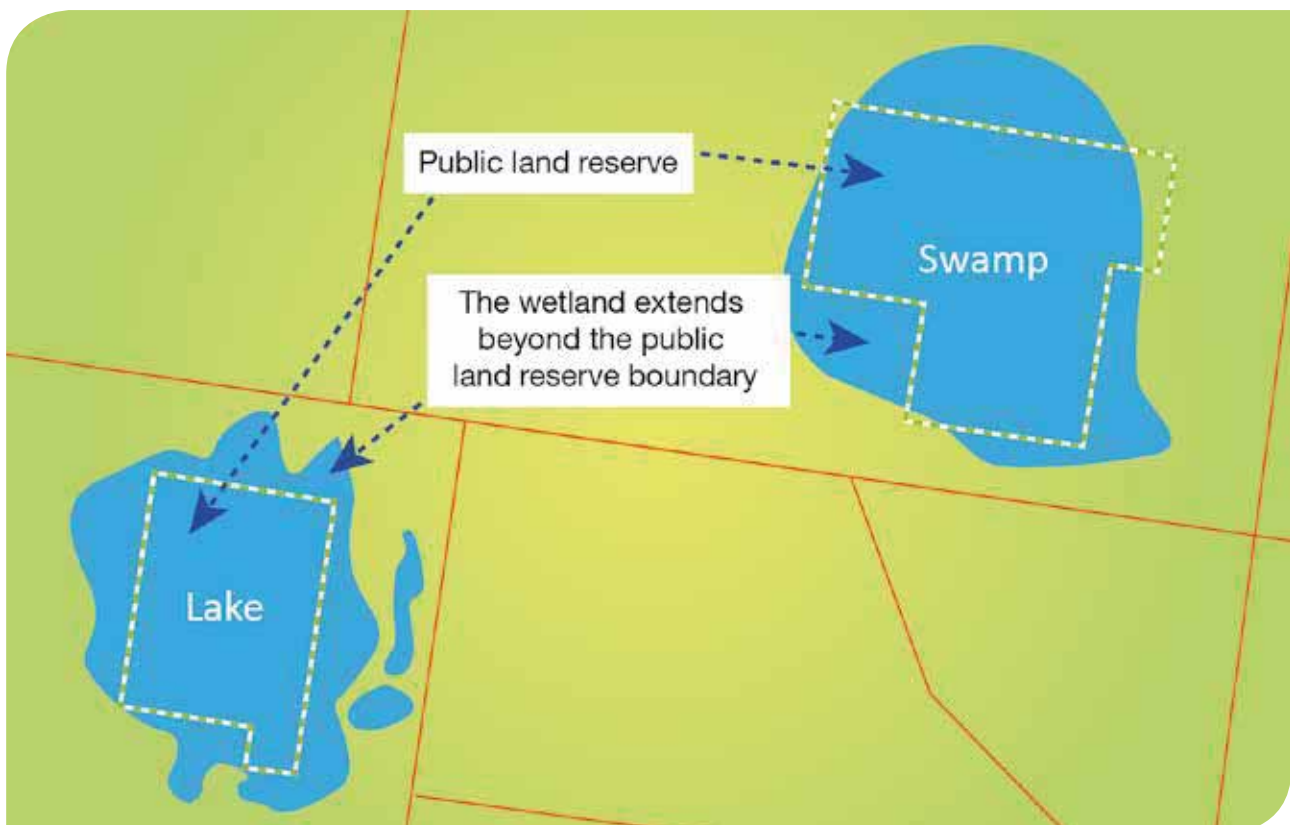 Public land reserve
Swamp
The wetland extends
beyond the public
land reserve boundary
Lake